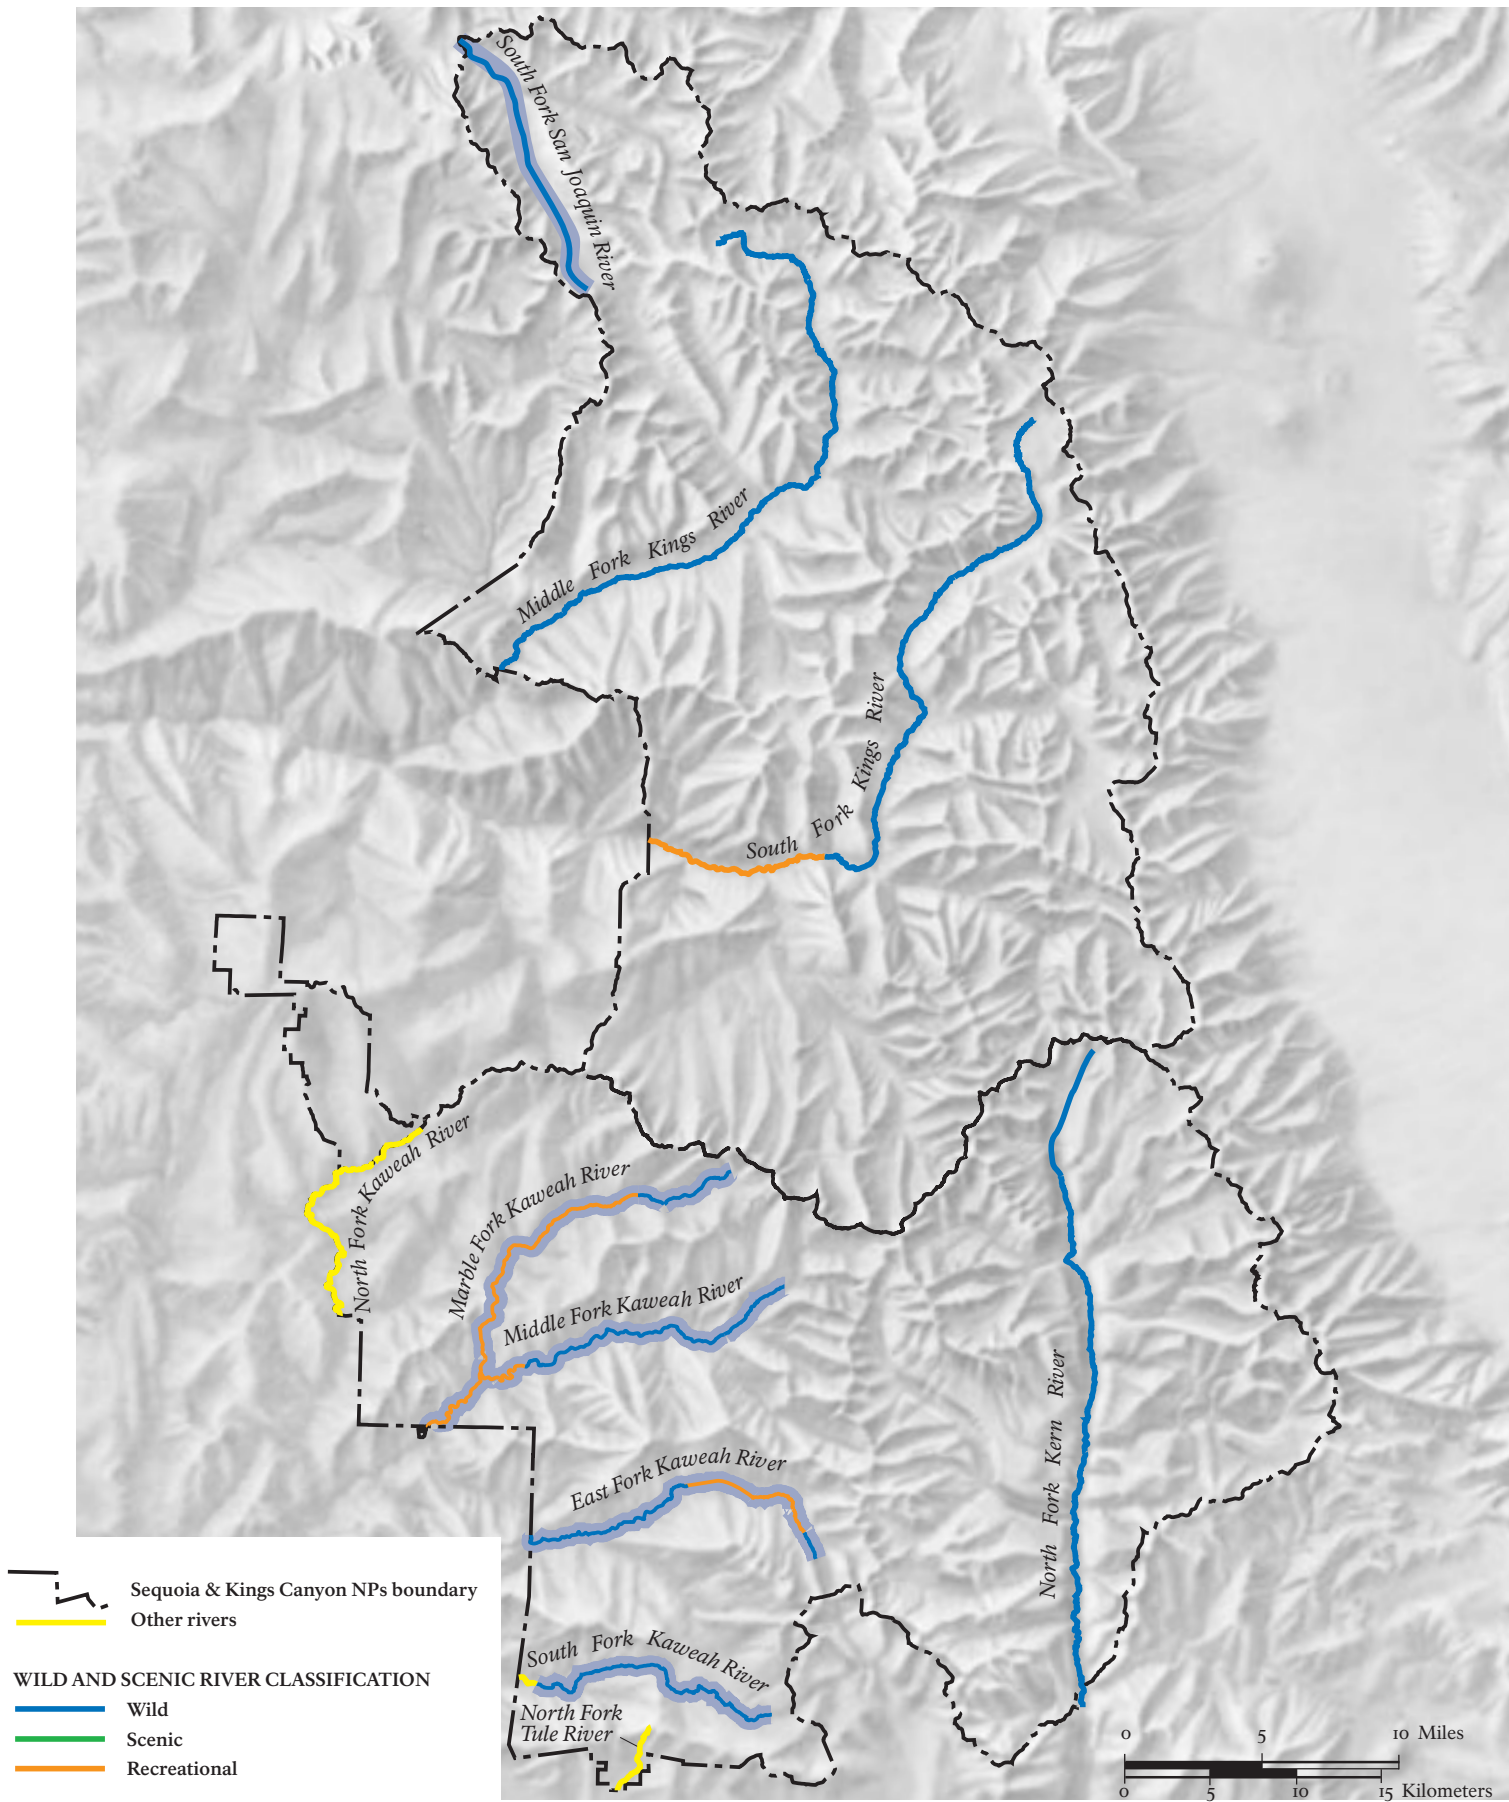 South Fork San Joaquin River
Middle Fork Kings River
South Fork Kings River
North Fork Kaweah River
Marble Fork Kaweah River
Middle Fork Kaweah River
North Fork Kern River
East Fork Kaweah River
South Fork Kaweah River
North Fork
Tule River
Sequoia & Kings Canyon NPs boundary
Other rivers
WILD AND SCENIC RIVER CLASSIFICATION
Wild
Scenic
Recreational
0 5 10 Miles
0 5 10 15 Kilometers